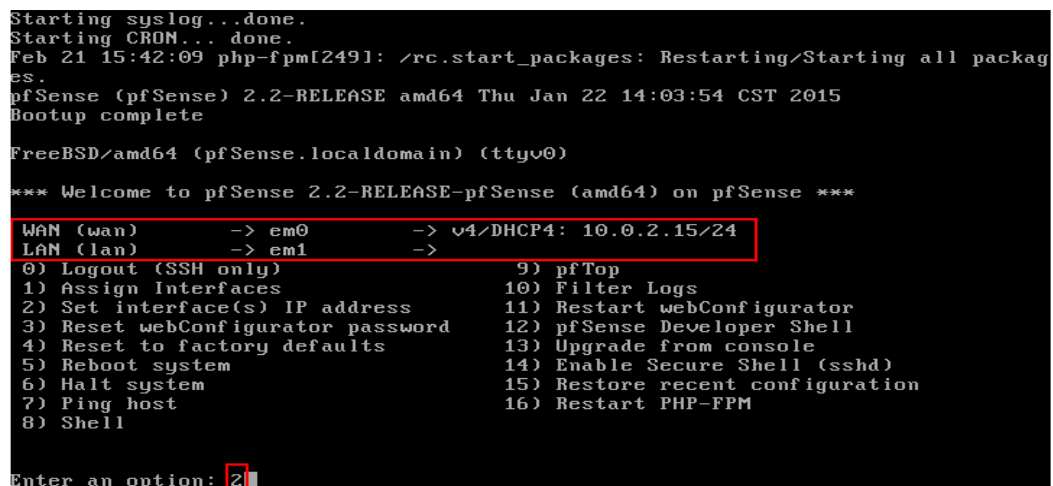 Starting syslog...done.
Starting CRON... done.
Feb 21 15:42:09 php-fpm[249]: /rc.start_packages: Restarting/Starting all packag
es.
pfSense (pfSense) 2.2-RELEASE amd64 Thu Jan 22 14:03:54 CST 2015
Bootup complete
FreeBSD/amd64 (pfSense.localdomain) (ttyv0)
*** Welcome to pfSense 2.2-RELEASE-pfSense (amd64) on pfSense ***
WAN (wan) -> em0 -> v4/DHCP4: 10.0.2.15/24
LAN (lan) -> em1 ->
0) Logout (SSH only) 9) pfTop
1) Assign Interfaces 10) Filter Logs
2) Set interface(s) IP address 11) Restart webConfigurator
3) Reset webConfigurator password 12) pfSense Developer Shell
4) Reset to factory defaults 13) Upgrade from console
5) Reboot system 14) Enable Secure Shell (sshd)
6) Halt system 15) Restore recent configuration
7) Ping host 16) Restart PHP-FPM
8) Shell
Enter an option: 2